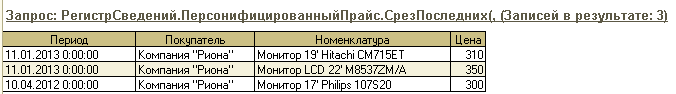 Запрос: РегистрСведений.ПерсонифицированныйПрайс.СрезПоследних(, (Записей в результате: 3)
Период Покупатель Номенклатура Цена
11.01.2013 0:00:00 Компания "Риона" Монитор 19' Hitachi CM715ET 310
11.01.2013 0:00:00 Компания "Риона" Монитор LCD 22' M8537ZM/A 350
10.04.2012 0:00:00 Компания "Риона" Монитор 17' Philips 107S20 300